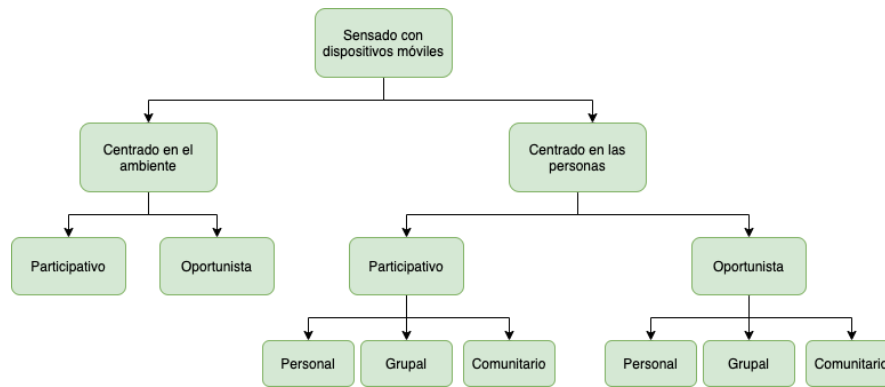 Sensado con
dispositivos móviles
Centrado en el
ambiente
Centrado en las
personas
Participativo
Oportunista
Participativo
Oportunista
Personal
Grupal
Comunitario
Personal
Grupal
Comunitario